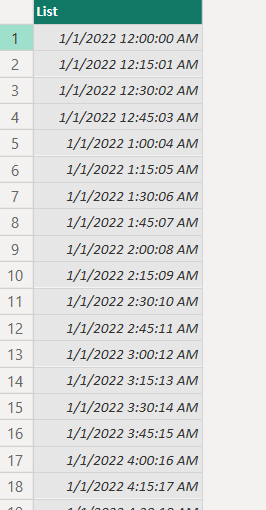 List
1 1/1/2022 12:00:00 AM
2 1/1/2022 12:15:01 AM
3 1/1/2022 12:30:02 AM
4 1/1/2022 12:45:03 AM
5 1/1/2022 1:00:04 AM
6 1/1/2022 1:15:05 AM
7 1/1/2022 1:30:06 AM
8 1/1/2022 1:45:07 AM
9 1/1/2022 2:00:08 AM
10 1/1/2022 2:15:09 AM
11 1/1/2022 2:30:10 AM
12 1/1/2022 2:45:11 AM
13 1/1/2022 3:00:12 AM
14 1/1/2022 3:15:13 AM
15 1/1/2022 3:30:14 AM
16 1/1/2022 3:45:15 AM
17 1/1/2022 4:00:16 AM
18 1/1/2022 4:15:17 AM